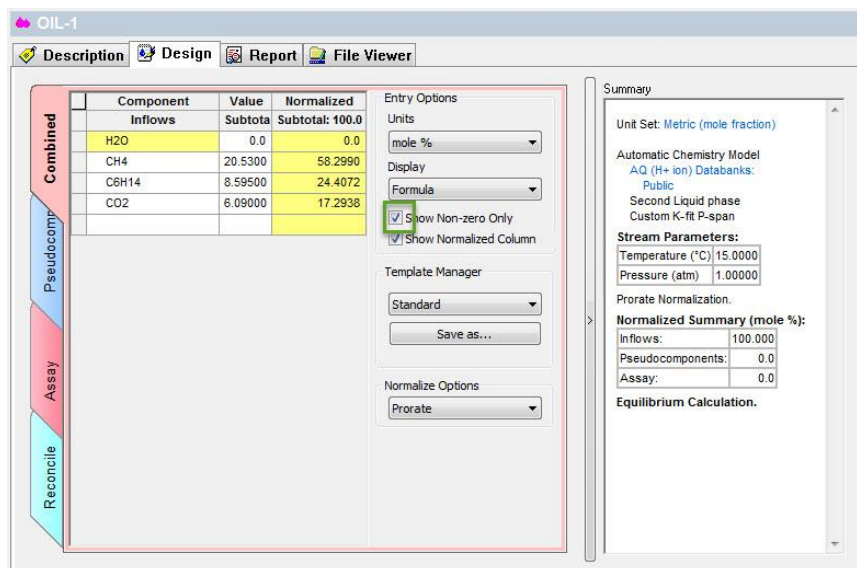 OIL-1
Description Design Report File Viewer
Combined
Pseudocomp
Assay
Reconcile
Component Value Normalized
Inflows Subtota Subtotal: 100.0
H2O 0.0 0.0
CH4 20.5300 58.2990
C6H14 8.59500 24.4072
CO2 6.09000 17.2938
Entry Options
Units
mole %
Display
Formula
Show Non-zero Only
Show Normalized Column
Template Manager
Standard
Save as...
Normalize Options
Prorate
>
Summary
Unit Set: Metric (mole fraction)
Automatic Chemistry Model
AQ (H+ ion) Databanks:
Public
Second Liquid phase
Custom K-fit P-span
Stream Parameters:
Temperature (°C) 15.0000
Pressure (atm) 1.00000
Prorate Normalization.
Normalized Summary (mole %):
Inflows: 100.000
Pseudocomponents: 0.0
Assay: 0.0
Equilibrium Calculation.